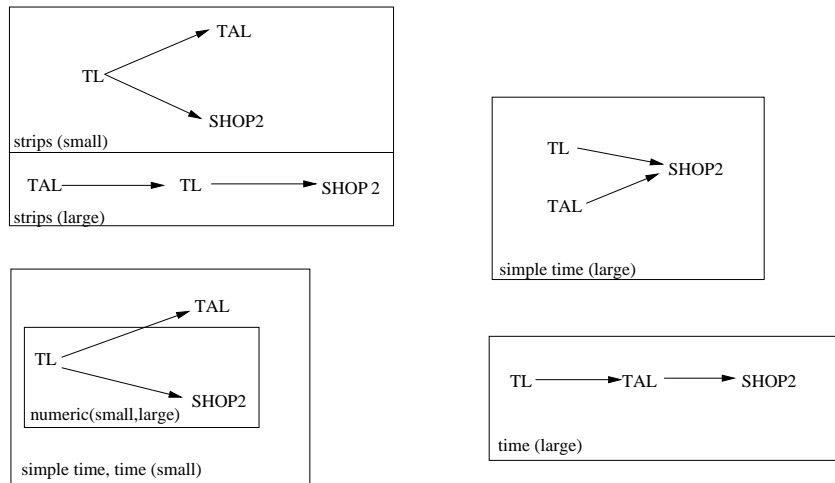 TAL
TL
SHOP2
strips (small)
TAL TL SHOP 2
strips (large)
TL
SHOP2
TAL
simple time (large)
TAL
TL
SHOP2
numeric(small,large)
simple time, time (small)
TL TAL SHOP2
time (large)